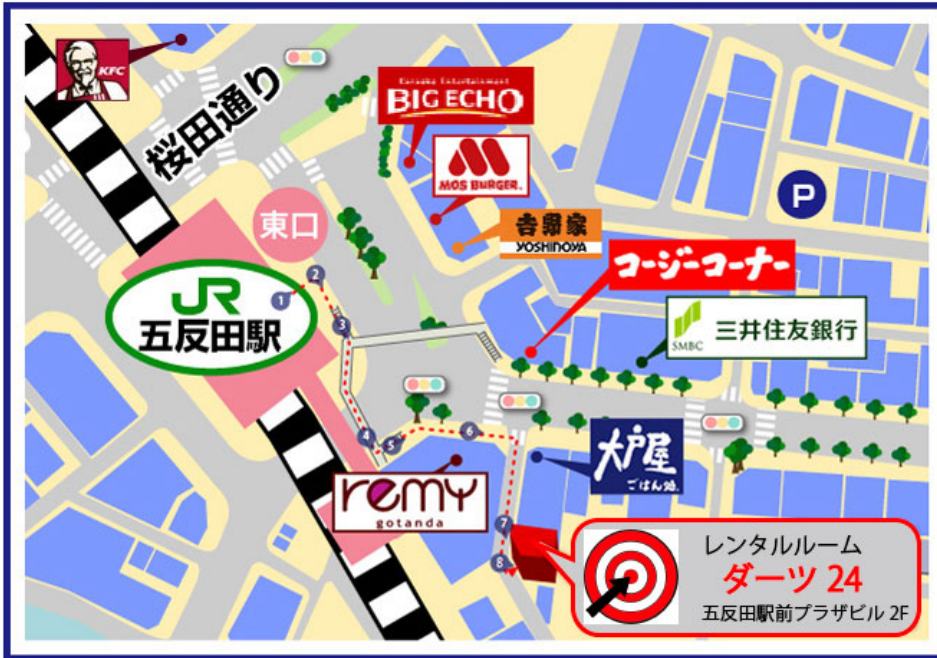 KFC
桜田通り
Karaoke Entertainment
BIG ECHO
MOS BURGER.
P
東口
吉野家
YOSHINOYA
コージーコーナー
JR
五反田駅
1
2
3
SMBC
三井住友銀行
4
5
6
大戸屋
ごはん処.
remy
gotanda
7
8
レンタルルーム
ダーツ 24
五反田駅前プラザビル 2F